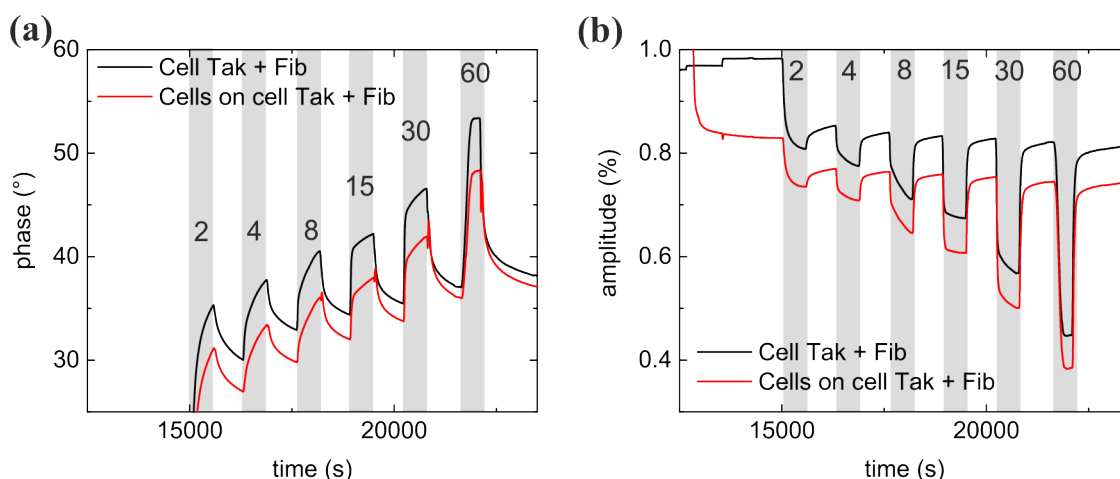 (a)
60
50
40
30
phase (°)
Cell Tak + Fib
Cells on cell Tak + Fib
2
4
8
15
30
60
15000
20000
time (s)
(b)
1.0
0.8
0.6
0.4
amplitude (%)
2
4
8
15
30
60
Cell Tak + Fib
Cells on cell Tak + Fib
15000
20000
time (s)